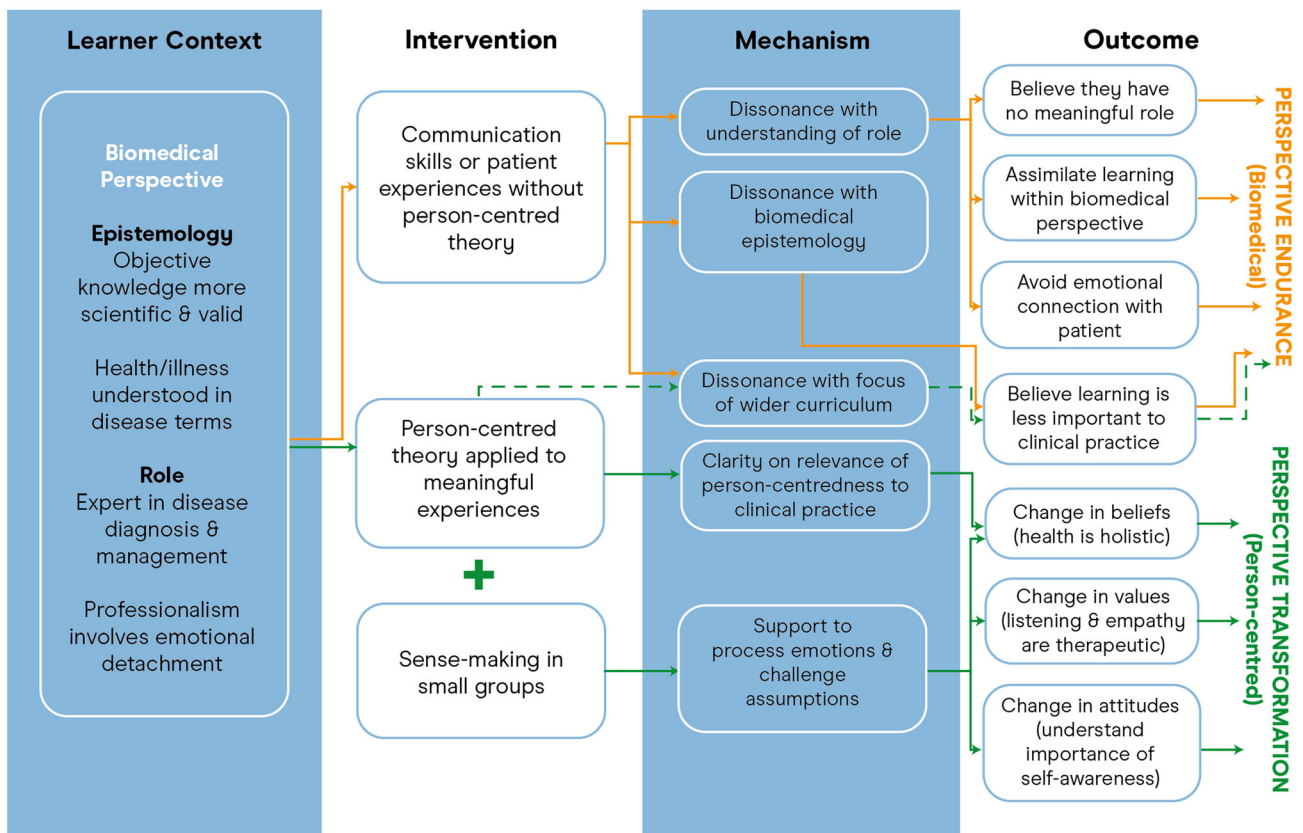 Learner Context
Biomedical
Perspective
Epistemology
Objective
knowledge more
scientific & valid
Health/illness
understood in
disease terms
Role
Expert in disease
diagnosis &
management
Professionalism
involves emotional
detachment
Intervention
Communication
skills or patient
experiences without
person-centred
theory
Person-centred
theory applied to
meaningful
experiences
+
Sense-making in
small groups
Mechanism
Dissonance with
understanding of role
Dissonance with
biomedical
epistemology
Dissonance with focus
of wider curriculum
Clarity on relevance of
person-centredness to
clinical practice
Support to
process emotions &
challenge
assumptions
Outcome
Believe they have
no meaningful role
Assimilate learning
within biomedical
perspective
Avoid emotional
connection with
patient
Believe learning is
less important to
clinical practice
Change in beliefs
(health is holistic)
Change in values
(listening & empathy
are therapeutic)
Change in attitudes
(understand
importance of
self-awareness)
PERSPECTIVE ENDURANCE
(Biomedical)
PERSPECTIVE TRANSFORMATION
(Person-centred)